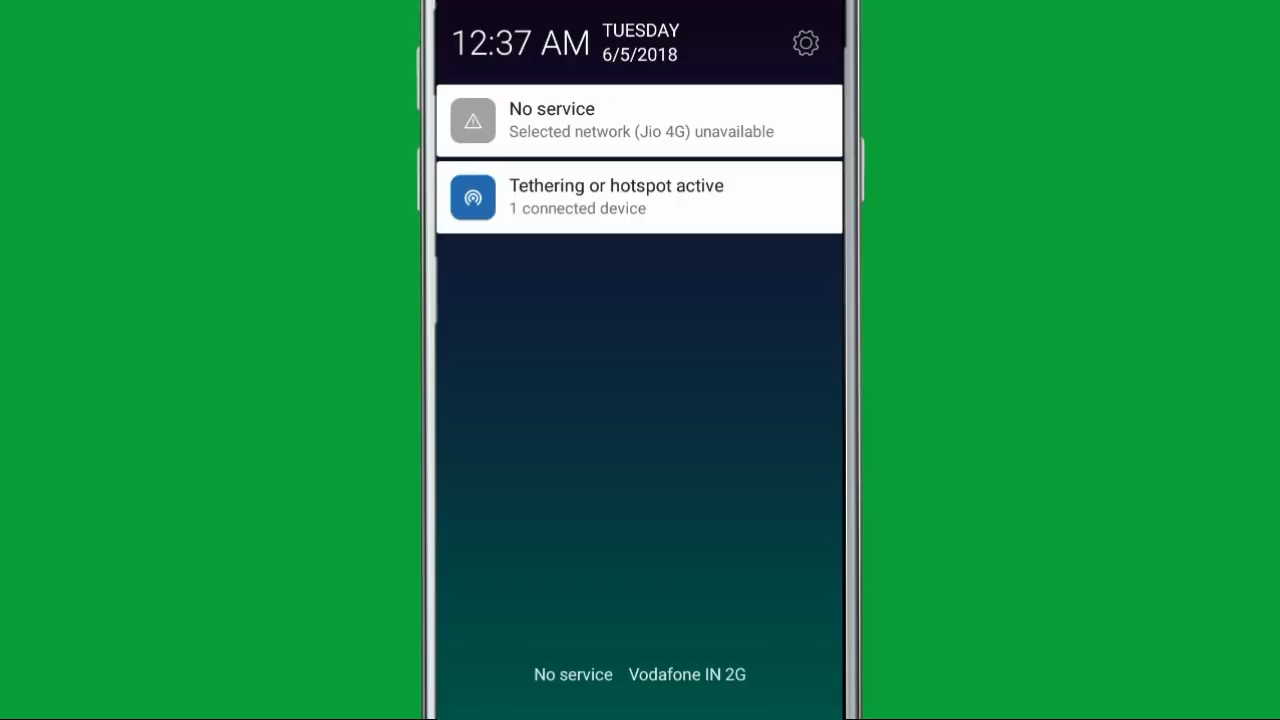 12:37 AM
TUESDAY
6/5/2018
No service
Selected network (Jio 4G) unavailable
Tethering or hotspot active
1 connected device
No service Vodafone IN 2G